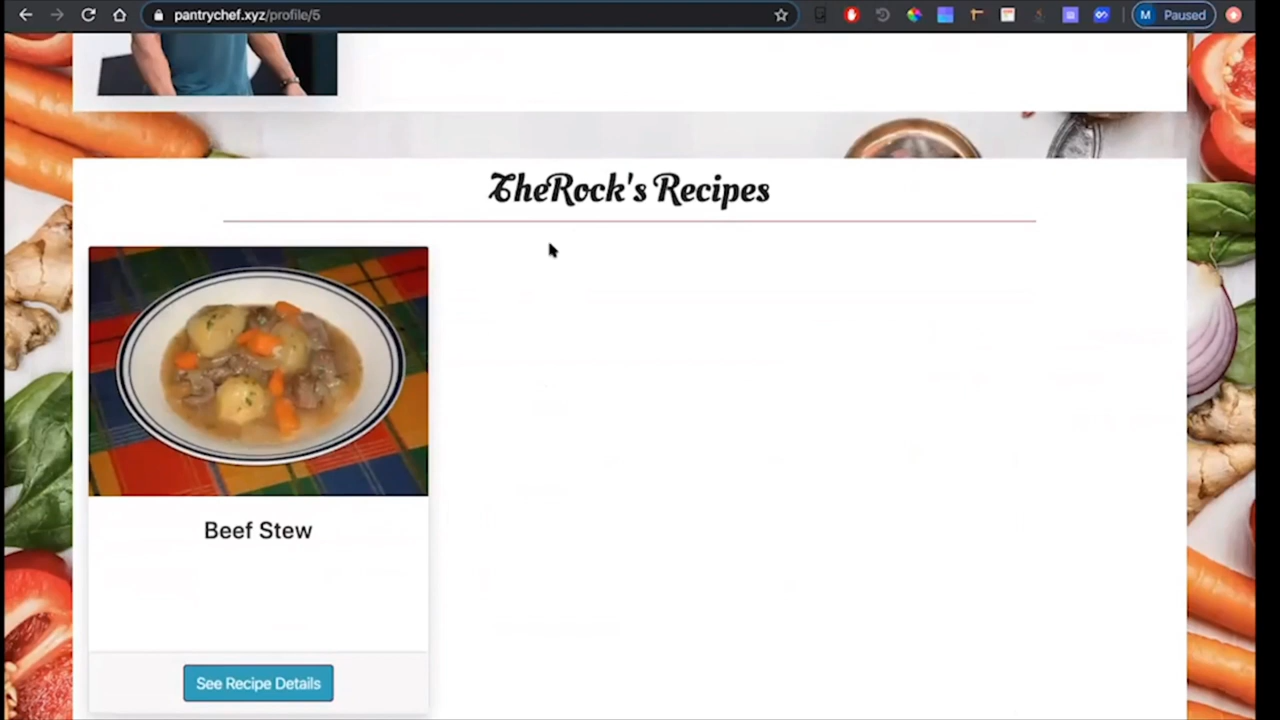 pantrychef.xyz/profile/5
M Paused
TheRock's Recipes
Beef Stew
See Recipe Details